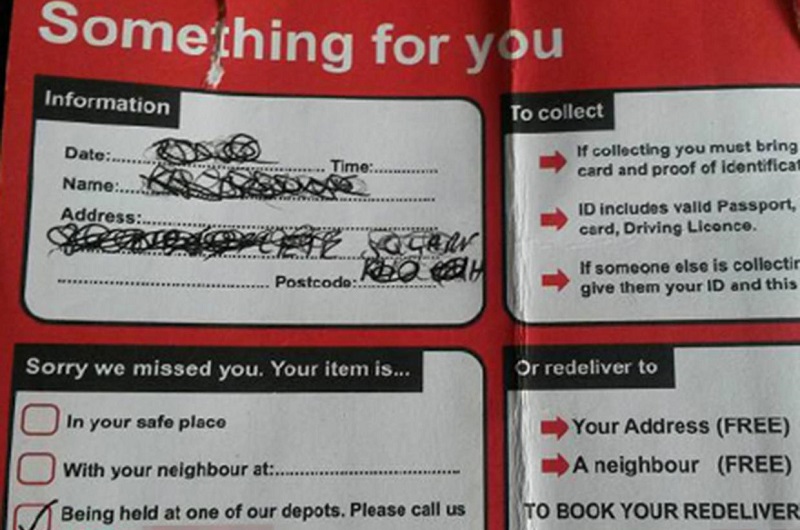 Something for you
Information
Date:
Time:
Name:
Address:
Postcode:
To collect
If collecting you must bring
card and proof of identificat
ID includes valid Passport,
card, Driving Licence.
If someone else is collectin
give them your ID and this
Sorry we missed you. Your item is...
In your safe place
With your neighbour at:
Being held at one of our depots. Please call us
Or redeliver to
Your Address (FREE)
A neighbour (FREE)
TO BOOK YOUR REDELIVER